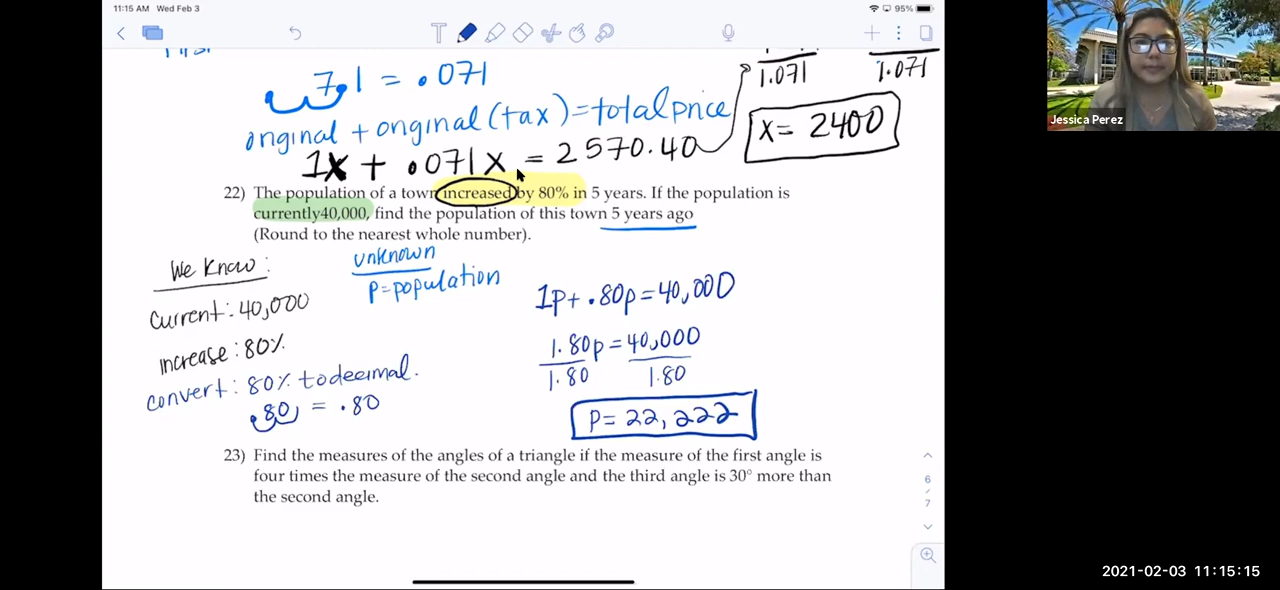 11:15 AM Wed Feb 3
95%
7.1 = .071
1.071
1.071
original + original (tax) = total price
x = 2400
1x + .071x = 2570.40
22) The population of a town increased by 80% in 5 years. If the population is
currently40,000, find the population of this town 5 years ago
(Round to the nearest whole number).
We know:
unknown
p=population
current: 40,000
increase: 80%
convert: 80% to decimal.
.80 = .80
1p + .80p = 40,000
1.80p = 40,000
1.80 1.80
p = 22,222
23) Find the measures of the angles of a triangle if the measure of the first angle is
four times the measure of the second angle and the third angle is 30° more than
the second angle.
6
/
7
Jessica Perez
2021-02-03 11:15:15